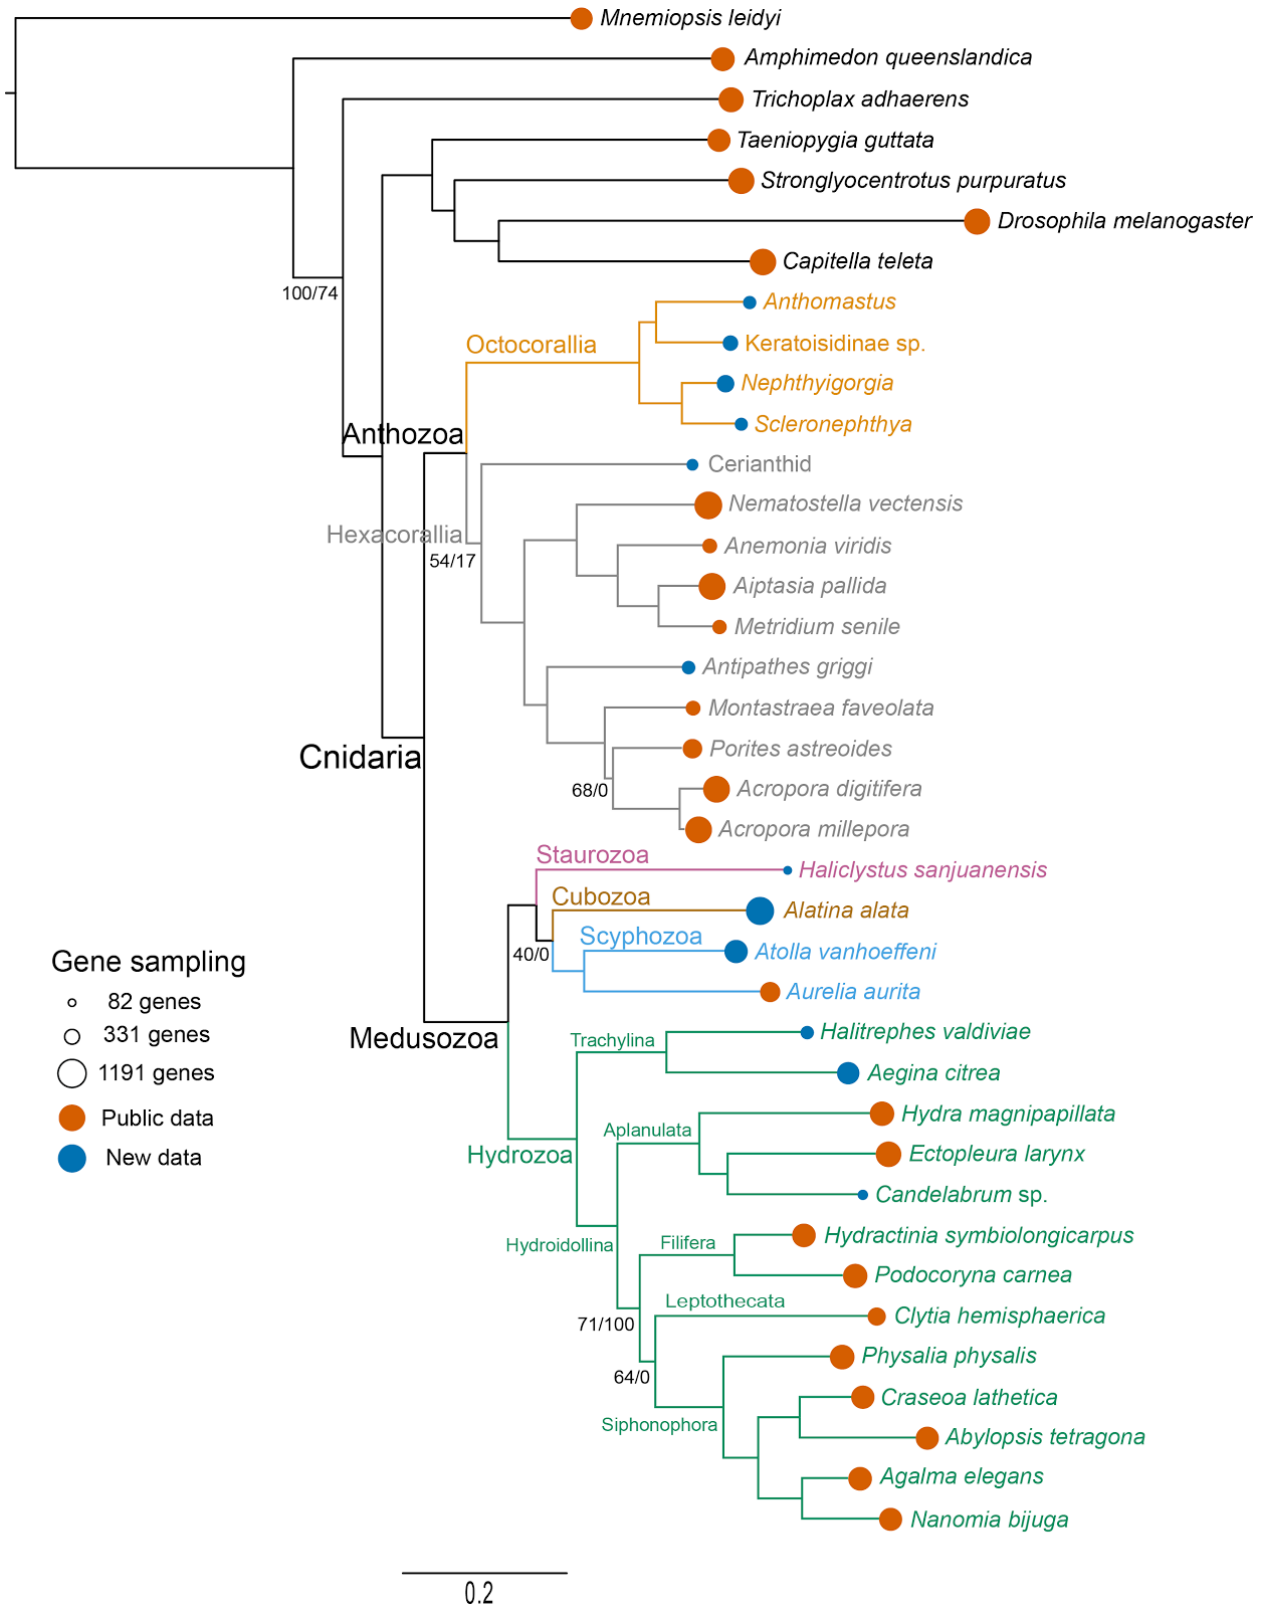 Mnemiopsis leidyi
Amphimedon queenslandica
Trichoplax adhaerens
Taeniopygia guttata
Stronglyocentrotus purpuratus
Drosophila melanogaster
Capitella teleta
100/74
Anthomastus
Octocorallia
Keratoisidinae sp.
Nephthyigorgia
Scleronephthya
Anthozoa
Cerianthid
Nematostella vectensis
Hexacorallia
Anemonia viridis
54/17
Aiptasia pallida
Metridium senile
Antipathes griggi
Montastraea faveolata
Cnidaria
Porites astreoides
68/0
Acropora digitifera
Acropora millepora
Staurozoa
Haliclystus sanjuanensis
Cubozoa
Alatina alata
Scyphozoa
Atolla vanhoeffeni
40/0
Aurelia aurita
Gene sampling
82 genes
331 genes
1191 genes
Public data
New data
Medusozoa
Trachylina
Halitrephes valdiviae
Aegina citrea
Hydra magnipapillata
Aplanulata
Hydrozoa
Ectopleura larynx
Candelabrum sp.
Hydroidollina
Filifera
Hydractinia symbiolongicarpus
Podocoryna carnea
Leptothecata
71/100
Clytia hemisphaerica
Physalia physalis
64/0
Craseoa lathetica
Siphonophora
Abylopsis tetragona
Agalma elegans
Nanomia bijuga
0.2